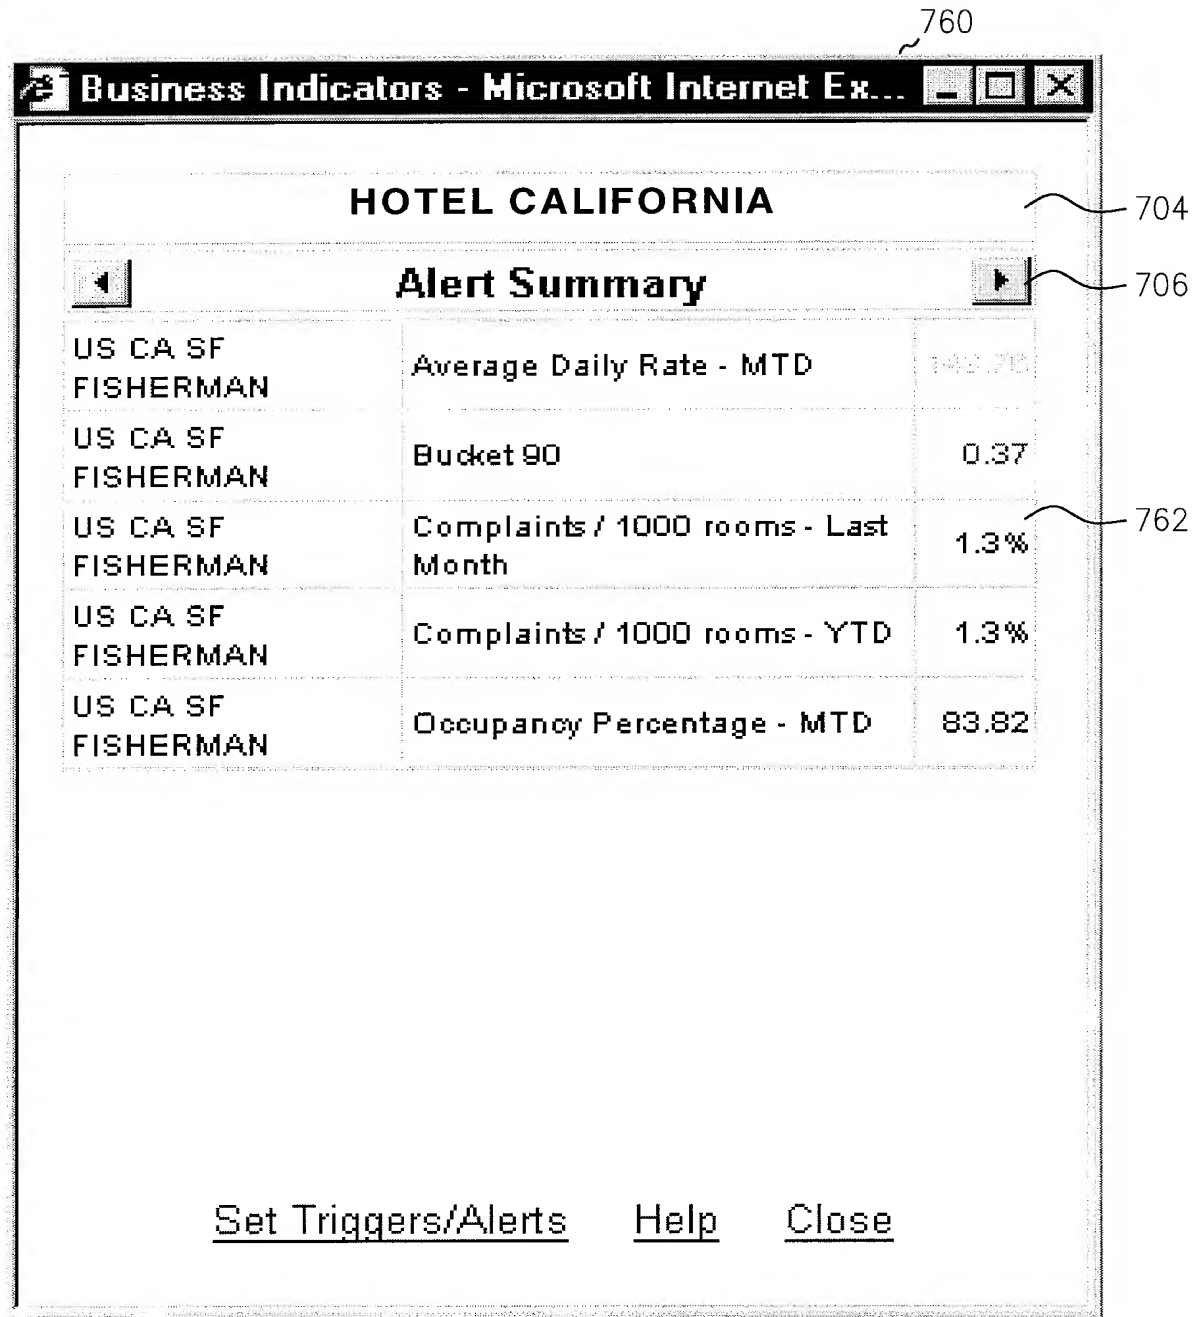 760
Business Indicators - Microsoft Internet Ex...
HOTEL CALIFORNIA
704
Alert Summary
706
US CA SF
FISHERMAN
Average Daily Rate - MTD
US CA SF
FISHERMAN
Bucket 90
0.37
US CA SF
FISHERMAN
Complaints / 1000 rooms - Last
Month
1.3%
762
US CA SF
FISHERMAN
Complaints / 1000 rooms - YTD
1.3%
US CA SF
FISHERMAN
Occupancy Percentage - MTD
83.82
Set Triggers/Alerts Help Close